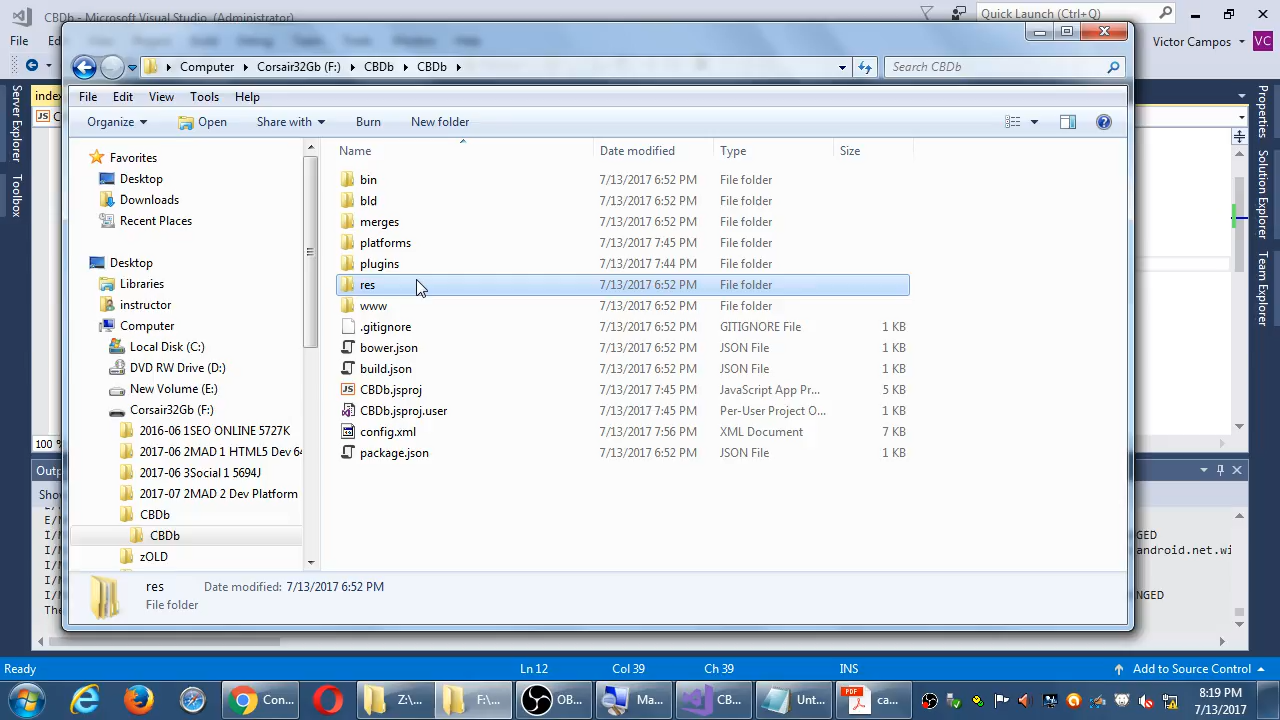 CBDb - Microsoft Visual Studio (Administrator)
Quick Launch (Ctrl+Q)
File
Victor Campos
VC
Computer
Corsair32Gb (F:)
CBDb
CBDb
Search CBDb
File Edit View Tools Help
Organize Open Share with Burn New folder
Server Explorer
Toolbox
Properties
Solution Explorer
Team Explorer
Favorites
Desktop
Downloads
Recent Places
Desktop
Libraries
instructor
Computer
Local Disk (C:)
DVD RW Drive (D:)
New Volume (E:)
Corsair32Gb (F:)
2016-06 1SEO ONLINE 5727K
2017-06 2MAD 1 HTML5 Dev 64
2017-06 3Social 1 5694J
2017-07 2MAD 2 Dev Platform
CBDb
CBDb
zOLD
Name Date modified Type Size
bin 7/13/2017 6:52 PM File folder
bld 7/13/2017 6:52 PM File folder
merges 7/13/2017 6:52 PM File folder
platforms 7/13/2017 7:45 PM File folder
plugins 7/13/2017 7:44 PM File folder
res 7/13/2017 6:52 PM File folder
www 7/13/2017 6:52 PM File folder
.gitignore 7/13/2017 6:52 PM GITIGNORE File 1 KB
bower.json 7/13/2017 6:52 PM JSON File 1 KB
build.json 7/13/2017 6:52 PM JSON File 1 KB
CBDb.jsproj 7/13/2017 7:45 PM JavaScript App Pr... 5 KB
CBDb.jsproj.user 7/13/2017 7:45 PM Per-User Project O... 1 KB
config.xml 7/13/2017 7:56 PM XML Document 7 KB
package.json 7/13/2017 6:52 PM JSON File 1 KB
res Date modified: 7/13/2017 6:52 PM
File folder
100 %
Ready Ln 12 Col 39 Ch 39 INS Add to Source Control
Con... Z:\... F:\... OB... Ma... CB... Unt... ca...
8:19 PM
7/13/2017